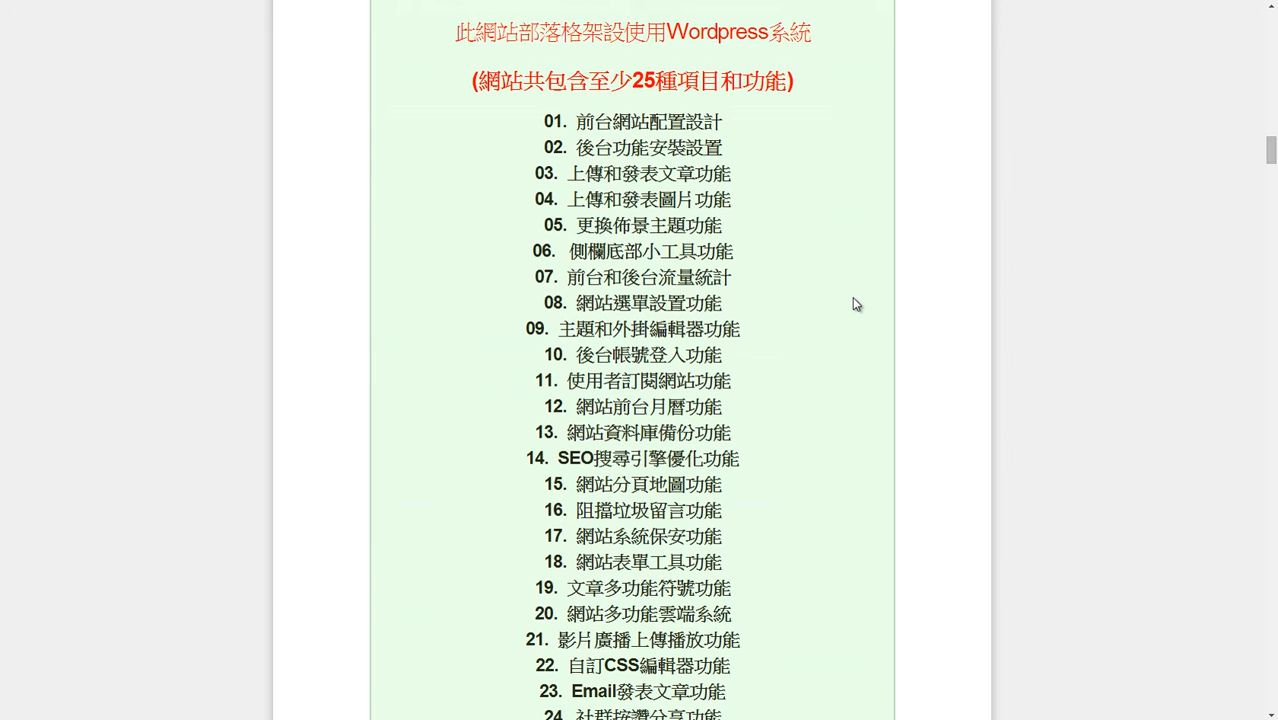 此網站部落格架設使用Wordpress系統
(網站共包含至少25種項目和功能)
01. 前台網站配置設計
02. 後台功能安裝設置
03. 上傳和發表文章功能
04. 上傳和發表圖片功能
05. 更換佈景主題功能
06. 側欄底部小工具功能
07. 前台和後台流量統計
08. 網站選單設置功能
09. 主題和外掛編輯器功能
10. 後台帳號登入功能
11. 使用者訂閱網站功能
12. 網站前台月曆功能
13. 網站資料庫備份功能
14. SEO搜尋引擎優化功能
15. 網站分頁地圖功能
16. 阻擋垃圾留言功能
17. 網站系統保安功能
18. 網站表單工具功能
19. 文章多功能符號功能
20. 網站多功能雲端系統
21. 影片廣播上傳播放功能
22. 自訂CSS編輯器功能
23. Email發表文章功能
24. 社群按讚分享功能